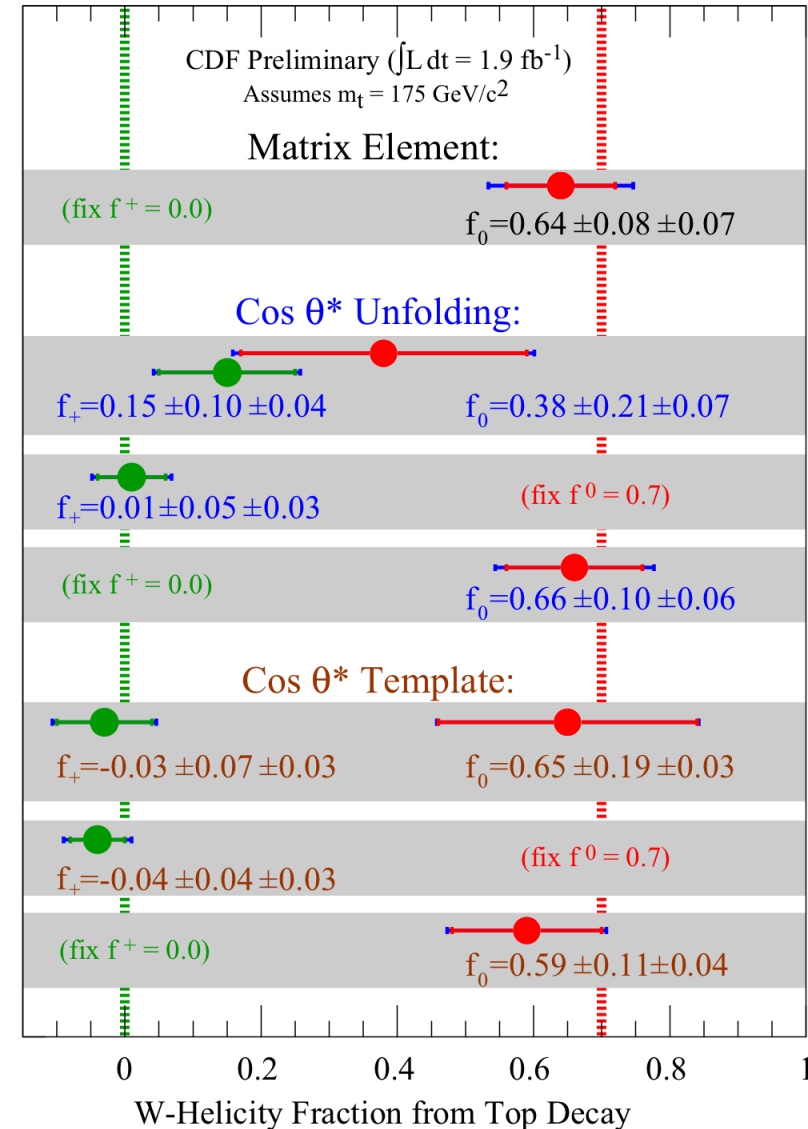 CDF Preliminary (∫L dt = 1.9 fb⁻¹)
Assumes mₜ = 175 GeV/c²
Matrix Element:
(fix f⁺ = 0.0)
f₀=0.64 ±0.08 ±0.07
Cos θ* Unfolding:
f₊=0.15 ±0.10 ±0.04 f₀=0.38 ±0.21±0.07
f₊=0.01±0.05 ±0.03 (fix f⁰ = 0.7)
(fix f⁺ = 0.0) f₀=0.66 ±0.10 ±0.06
Cos θ* Template:
f₊=-0.03 ±0.07 ±0.03 f₀=0.65 ±0.19 ±0.03
f₊=-0.04 ±0.04 ±0.03 (fix f⁰ = 0.7)
(fix f⁺ = 0.0) f₀=0.59 ±0.11±0.04
0 0.2 0.4 0.6 0.8 1
W-Helicity Fraction from Top Decay